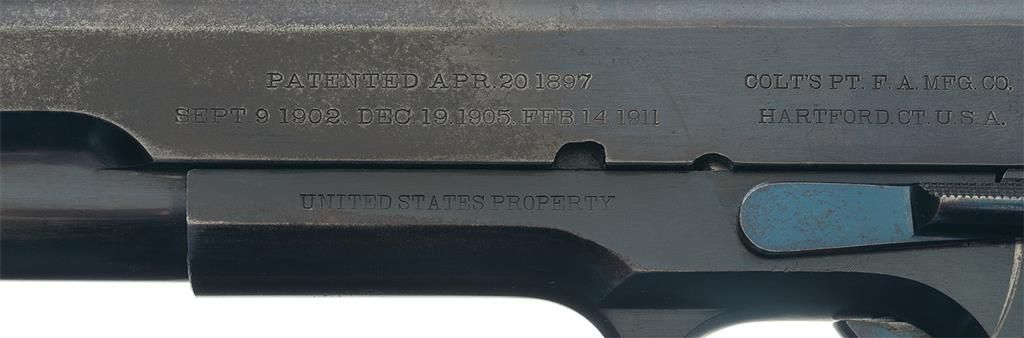 PATENTED APR.20.1897
SEPT 9 1902. DEC.19.1905. FEB 14 1911
COLT'S PT. F.A. MFG. CO.
HARTFORD. CT. U.S.A.
UNITED STATES PROPERTY